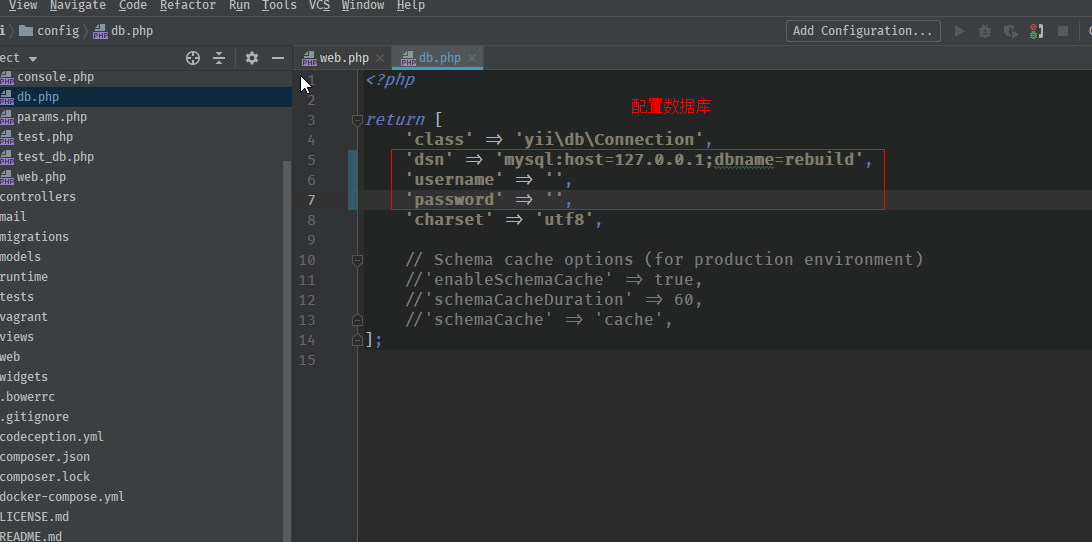 View Navigate Code Refactor Run Tools VCS Window Help
i config db.php Add Configuration...
ect
web.php
db.php
console.php
db.php
params.php
test.php
test_db.php
web.php
controllers
mail
migrations
models
runtime
tests
vagrant
views
web
widgets
.bowerrc
.gitignore
codeception.yml
composer.json
composer.lock
docker-compose.yml
LICENSE.md
README.md
配置数据库
1 <?php
2
3 return [
4 'class' => 'yii\db\Connection',
5 'dsn' => 'mysql:host=127.0.0.1;dbname=rebuild',
6 'username' => '',
7 'password' => '',
8 'charset' => 'utf8',
9
10 // Schema cache options (for production environment)
11 //'enableSchemaCache' => true,
12 //'schemaCacheDuration' => 60,
13 //'schemaCache' => 'cache',
14 ];
15